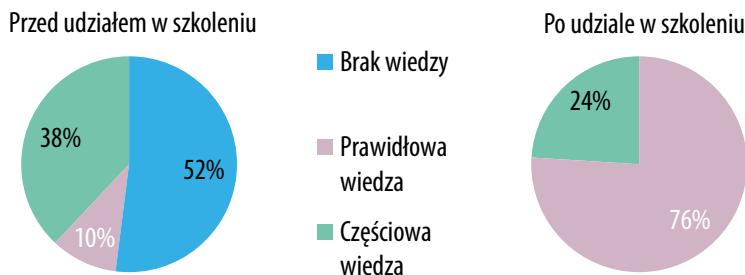 Przed udziałem w szkoleniu
38%
52%
10%
Brak wiedzy
Prawidłowa
wiedza
Częściowa
wiedza
Po udziale w szkoleniu
24%
76%